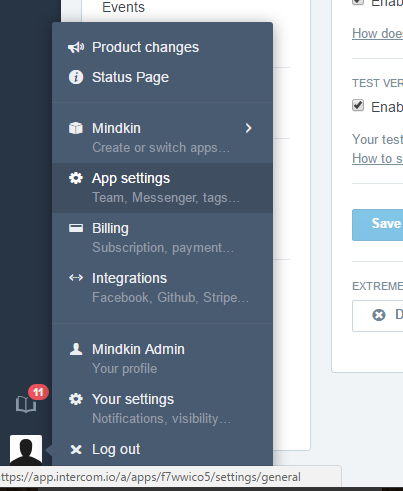 Events
Product changes
Status Page
Mindkin
Create or switch apps...
App settings
Team, Messenger, tags...
Billing
Subscription, payment...
Integrations
Facebook, Github, Stripe...
Mindkin Admin
Your profile
Your settings
Notifications, visibility...
Log out
11
https://app.intercom.io/a/apps/f7wwico5/settings/general
Enab
How doe
TEST VER
Enab
Your test
How to s
Save
EXTREME
D